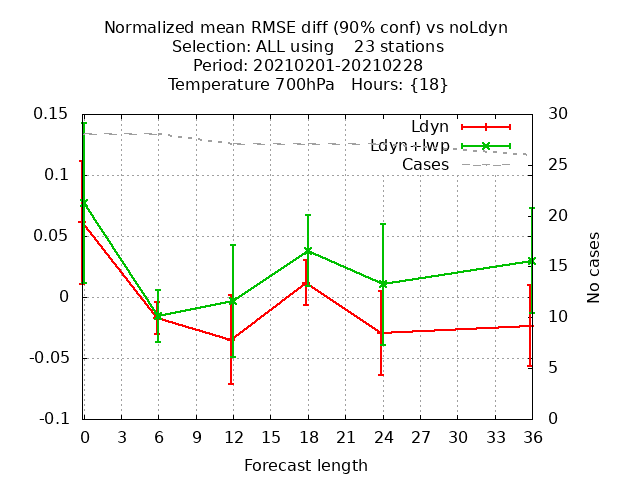 Normalized mean RMSE diff (90% conf) vs noLdyn
Selection: ALL using    23 stations
Period: 20210201-20210228
Temperature 700hPa   Hours: {18}
0.15
0.1
0.05
0
-0.05
-0.1
30
25
20
15
10
5
0
Ldyn
Ldyn+lwp
Cases
No cases
0 3 6 9 12 15 18 21 24 27 30 33 36
Forecast length